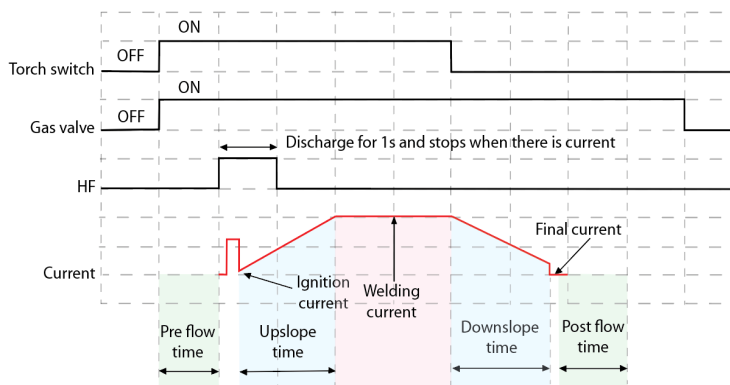 ON
OFF
Torch switch
ON
OFF
Gas valve
Discharge for 1s and stops when there is current
HF
Final current
Current
Ignition
current
Welding
current
Pre flow
time
Upslope
time
Downslope
time
Post flow
time